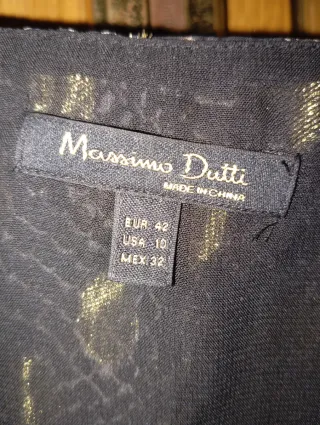 Massimo Dutti
MADE IN CHINA
EUR 42
USA 10
MEX 32